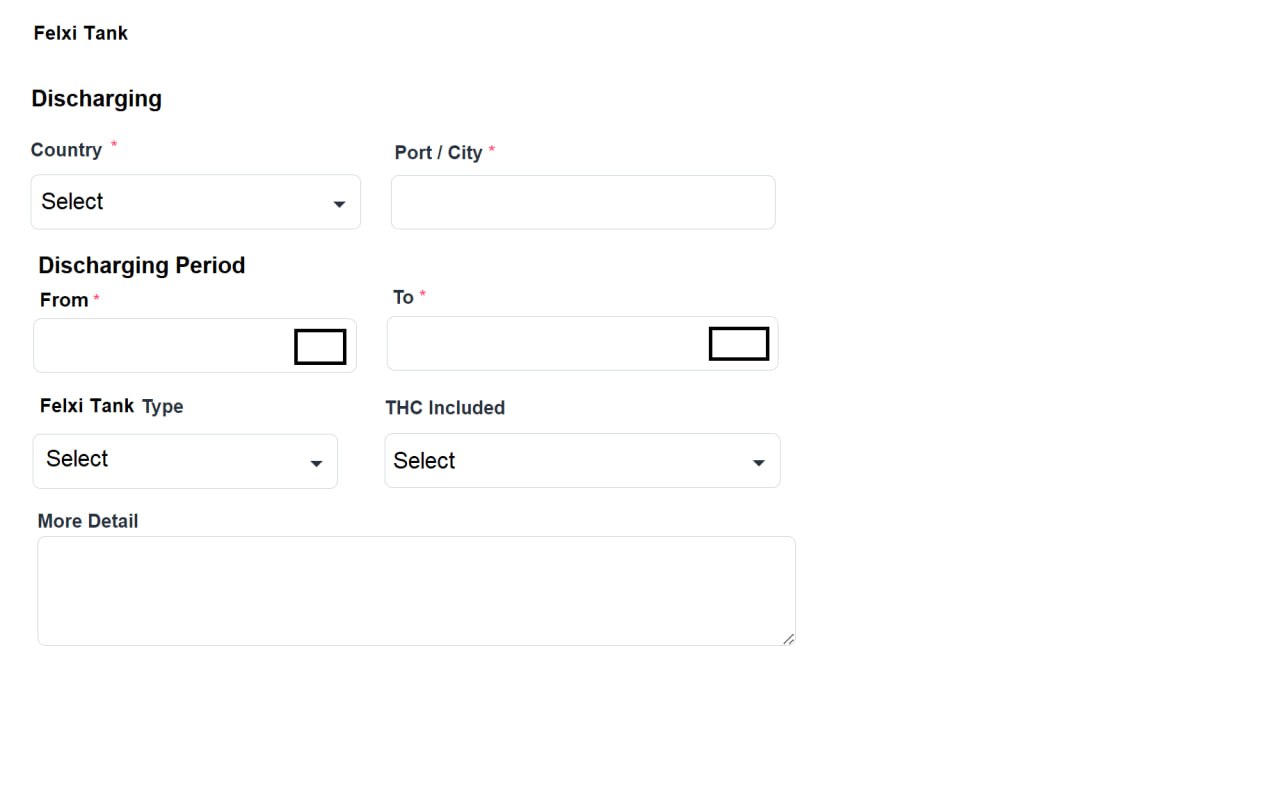 Felxi Tank
Discharging
Country *
Port / City *
Select
Discharging Period
From *
To *
Felxi Tank Type
THC Included
Select
Select
More Detail